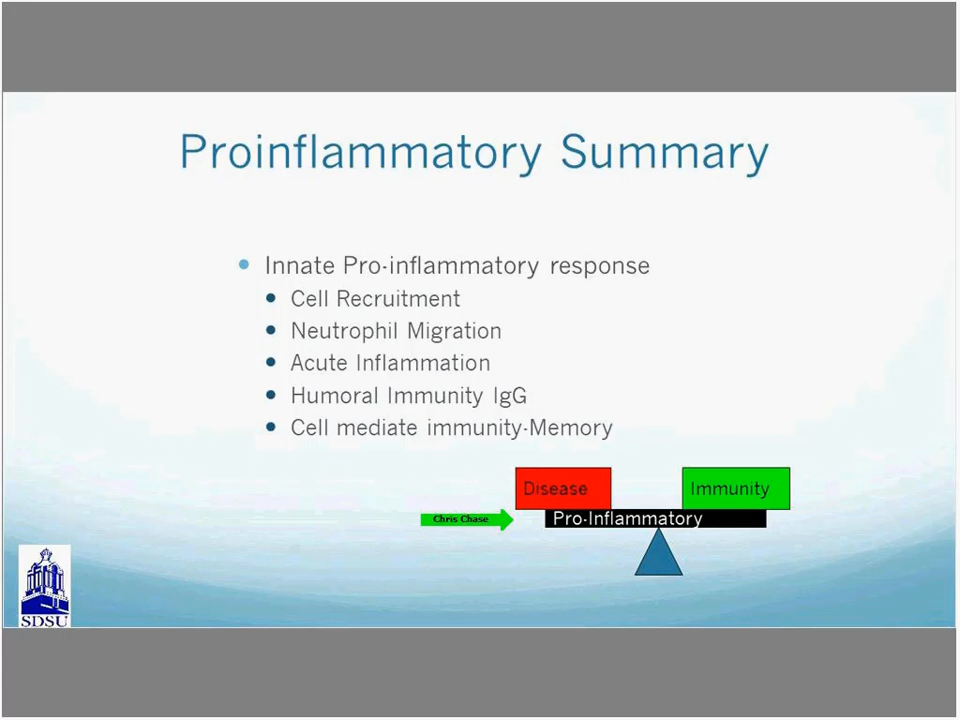 Proinflammatory Summary
Innate Pro-inflammatory response
Cell Recruitment
Neutrophil Migration
Acute Inflammation
Humoral Immunity IgG
Cell mediate immunity-Memory
Disease
Immunity
Chris Chase
Pro-Inflammatory
SDSU